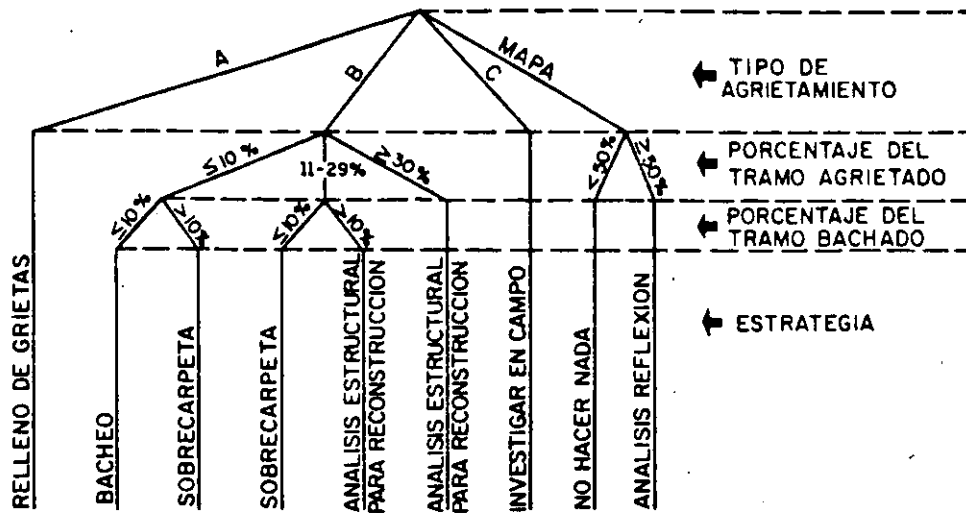 A
B
C
MAPA
← TIPO DE
AGRIETAMIENTO
≤10%
11-29%
≥30%
<50%
≥50%
← PORCENTAJE DEL
TRAMO AGRIETADO
≤10%
>10%
≤10%
>10%
← PORCENTAJE DEL
TRAMO BACHADO
RELLENO DE GRIETAS
BACHEO
SOBRECARPETA
SOBRECARPETA
ANALISIS ESTRUCTURAL
PARA RECONSTRUCCION
ANALISIS ESTRUCTURAL
PARA RECONSTRUCCION
INVESTIGAR EN CAMPO
NO HACER NADA
ANALISIS REFLEXION
← ESTRATEGIA